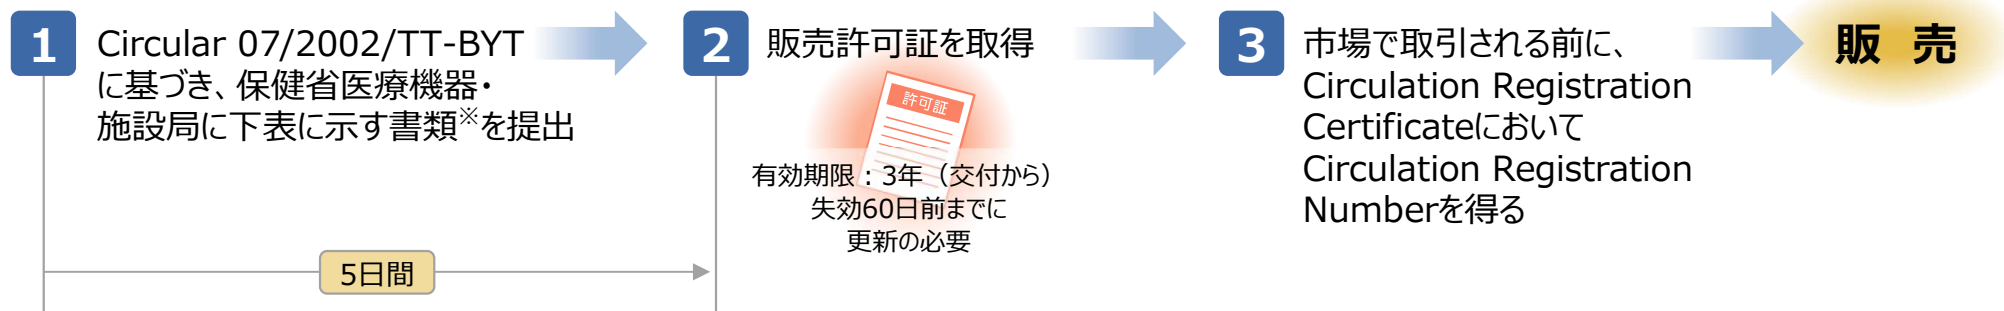 1
Circular 07/2002/TT-BYT
に基づき、保健省医療機器・
施設局に下表に示す書類※を提出
5日間
2
販売許可証を取得
許可証
有効期限：3年（交付から）
失効60日前までに
更新の必要
3
市場で取引される前に、
Circulation Registration
Certificateにおいて
Circulation Registration
Numberを得る
販 売